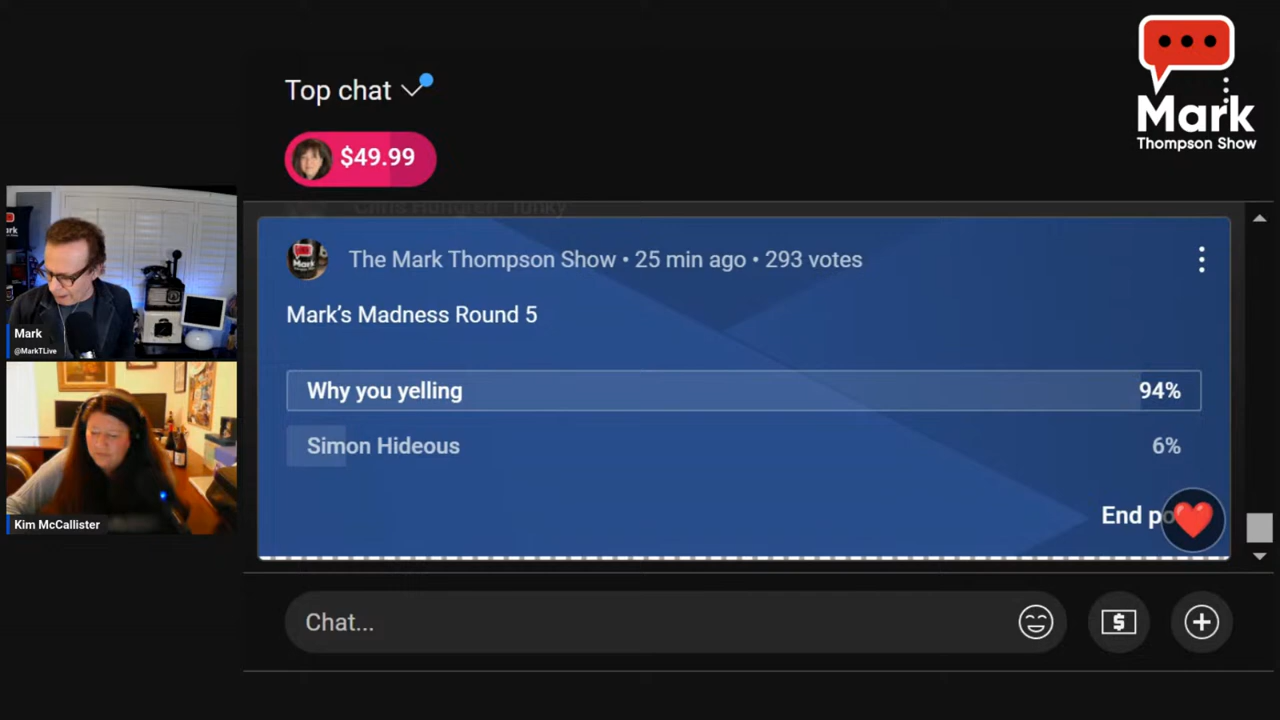 Top chat
$49.99
Mark
Thompson Show
The Mark Thompson Show • 25 min ago • 293 votes
Mark’s Madness Round 5
Why you yelling 94%
Simon Hideous 6%
End
Chat...
Mark
@MarkTLive
Kim McCallister